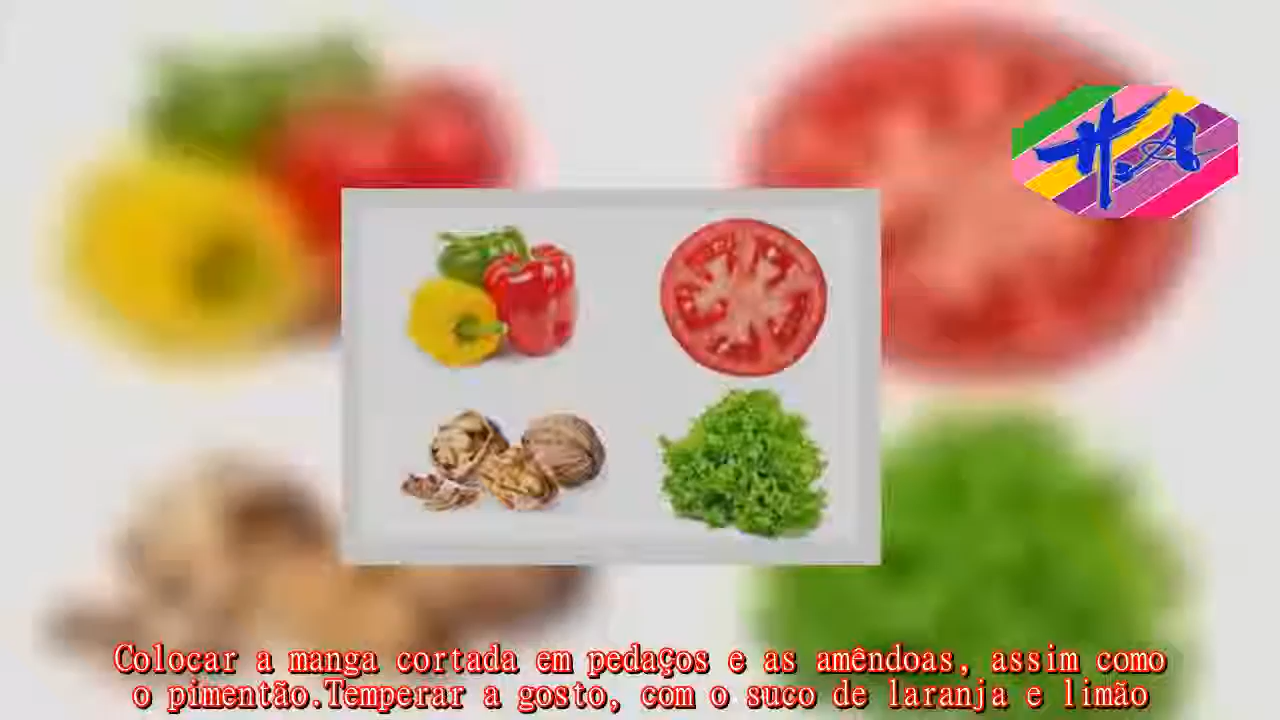 H.A
Colocar a manga cortada em pedaços e as amêndoas, assim como
o pimentão.Temperar a gosto, com o suco de laranja e limão